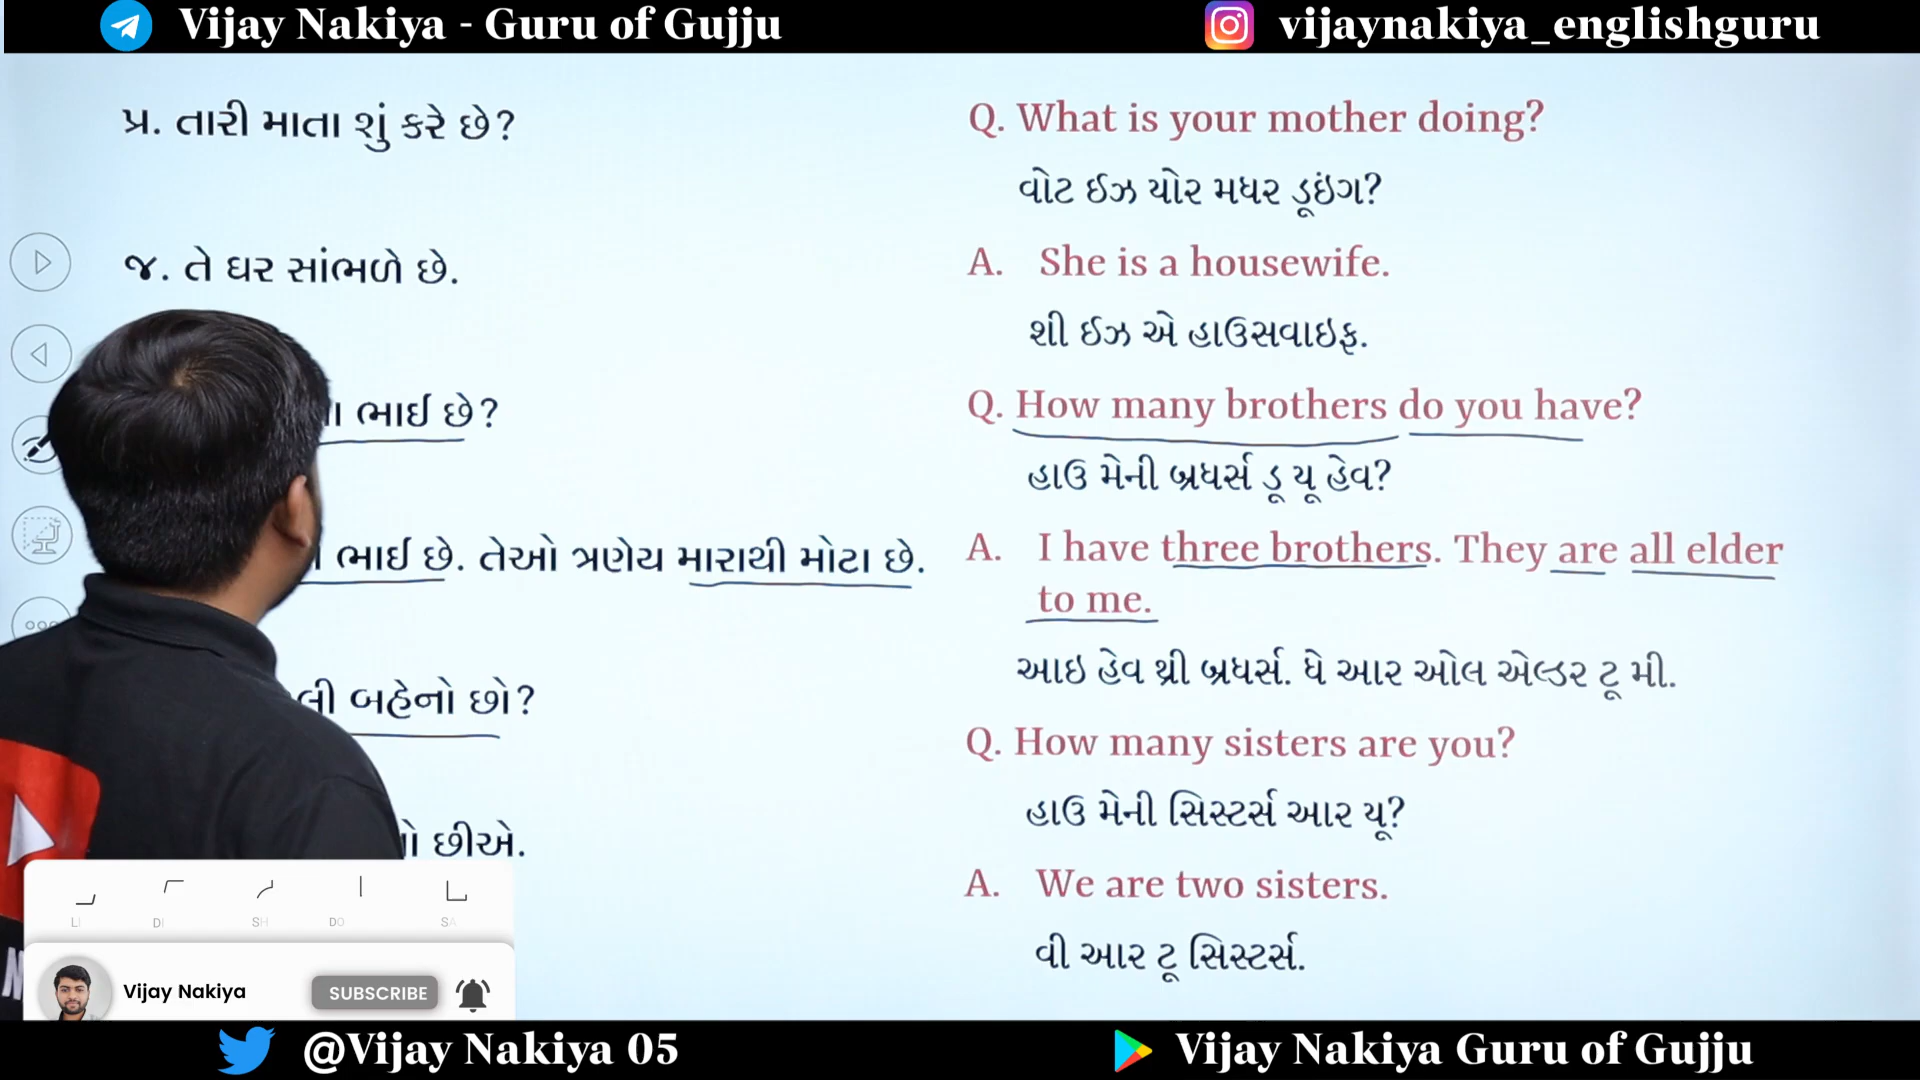 Vijay Nakiya - Guru of Gujju
vijaynakiya_englishguru
પ્ર. તારી માતા શું કરે છે?
જ. તે ઘર સાંભળે છે.
ભાઈ છે?
ભાઈ છે. તેઓ ત્રણેય મારાથી મોટા છે.
બહેનો છો?
છીએ.
Q. What is your mother doing?
વોટ ઈઝ યોર મધર ડૂઇંગ?
A. She is a housewife.
શી ઈઝ એ હાઉસવાઇફ.
Q. How many brothers do you have?
હાઉ મેની બ્રધર્સ ડૂ યૂ હેવ?
A. I have three brothers. They are all elder
to me.
આઇ હેવ થ્રી બ્રધર્સ. ધે આર ઓલ એલ્ડર ટૂ મી.
Q. How many sisters are you?
હાઉ મેની સિસ્ટર્સ આર યૂ?
A. We are two sisters.
વી આર ટૂ સિસ્ટર્સ.
Vijay Nakiya
SUBSCRIBE
@Vijay Nakiya 05
Vijay Nakiya Guru of Gujju